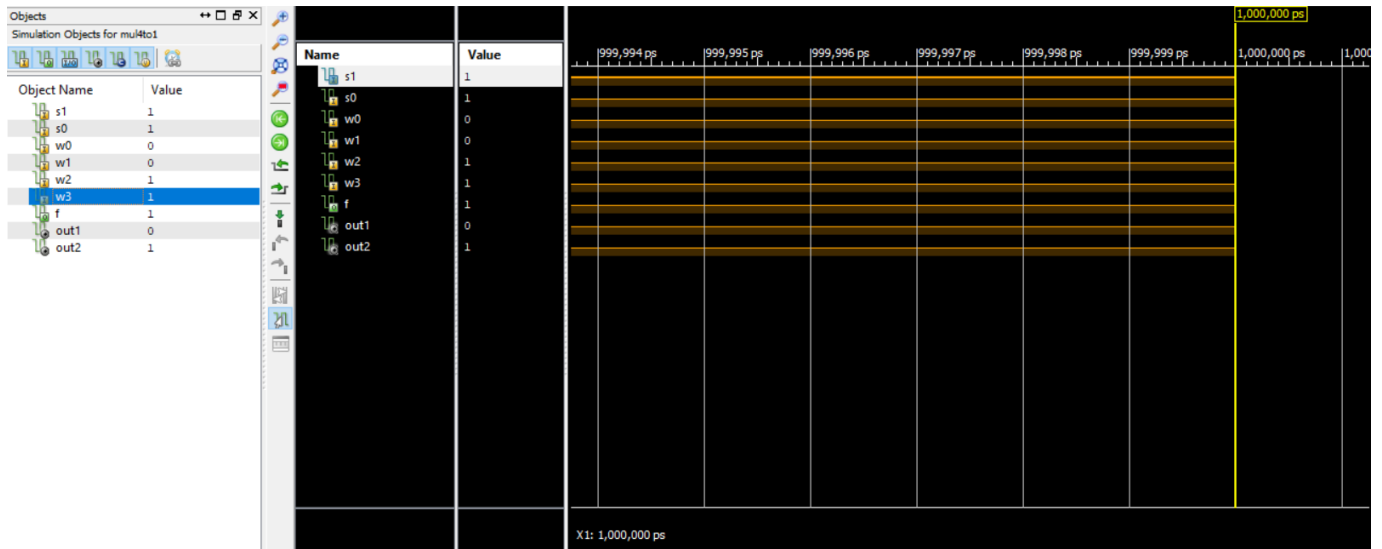 Objects
Simulation Objects for mul4to1
Object Name Value
s1 1
s0 1
w0 0
w1 0
w2 1
w3 1
f 1
out1 0
out2 1
Name Value
s1 1
s0 1
w0 0
w1 0
w2 1
w3 1
f 1
out1 0
out2 1
1,000,000 ps
999,994 ps 999,995 ps 999,996 ps 999,997 ps 999,998 ps 999,999 ps 1,000,000 ps 1,000
X1: 1,000,000 ps